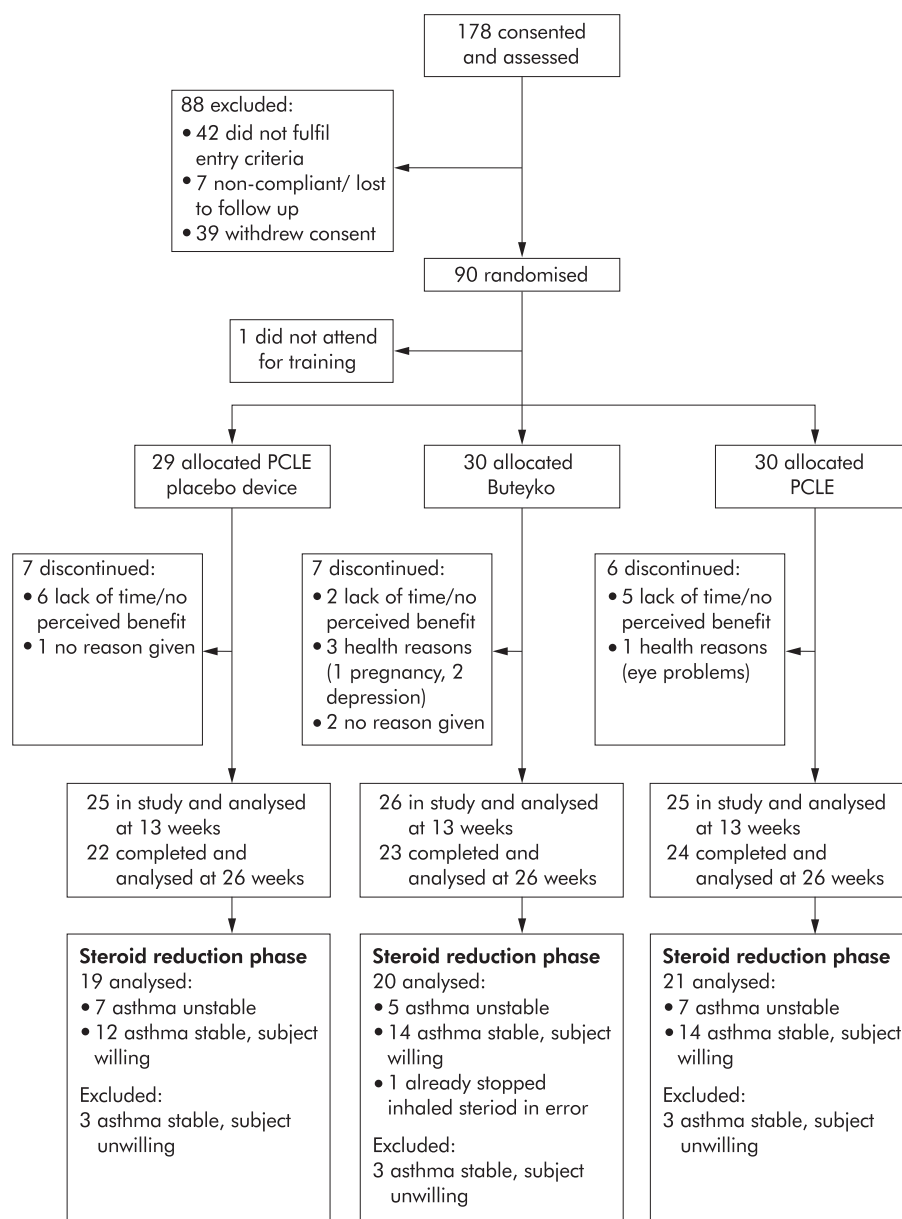 178 consented
and assessed
88 excluded:
• 42 did not fulfil
entry criteria
• 7 non-compliant/ lost
to follow up
• 39 withdrew consent
90 randomised
1 did not attend
for training
29 allocated PCLE
placebo device
30 allocated
Buteyko
30 allocated
PCLE
7 discontinued:
• 6 lack of time/no
perceived benefit
• 1 no reason given
7 discontinued:
• 2 lack of time/no
perceived benefit
• 3 health reasons
(1 pregnancy, 2
depression)
• 2 no reason given
6 discontinued:
• 5 lack of time/no
perceived benefit
• 1 health reasons
(eye problems)
25 in study and analysed
at 13 weeks
22 completed and
analysed at 26 weeks
26 in study and analysed
at 13 weeks
23 completed and
analysed at 26 weeks
25 in study and analysed
at 13 weeks
24 completed and
analysed at 26 weeks
Steroid reduction phase
19 analysed:
• 7 asthma unstable
• 12 asthma stable, subject
willing
Excluded:
3 asthma stable, subject
unwilling
Steroid reduction phase
20 analysed:
• 5 asthma unstable
• 14 asthma stable, subject
willing
• 1 already stopped
inhaled steriod in error
Excluded:
3 asthma stable, subject
unwilling
Steroid reduction phase
21 analysed:
• 7 asthma unstable
• 14 asthma stable, subject
willing
Excluded:
3 asthma stable, subject
unwilling